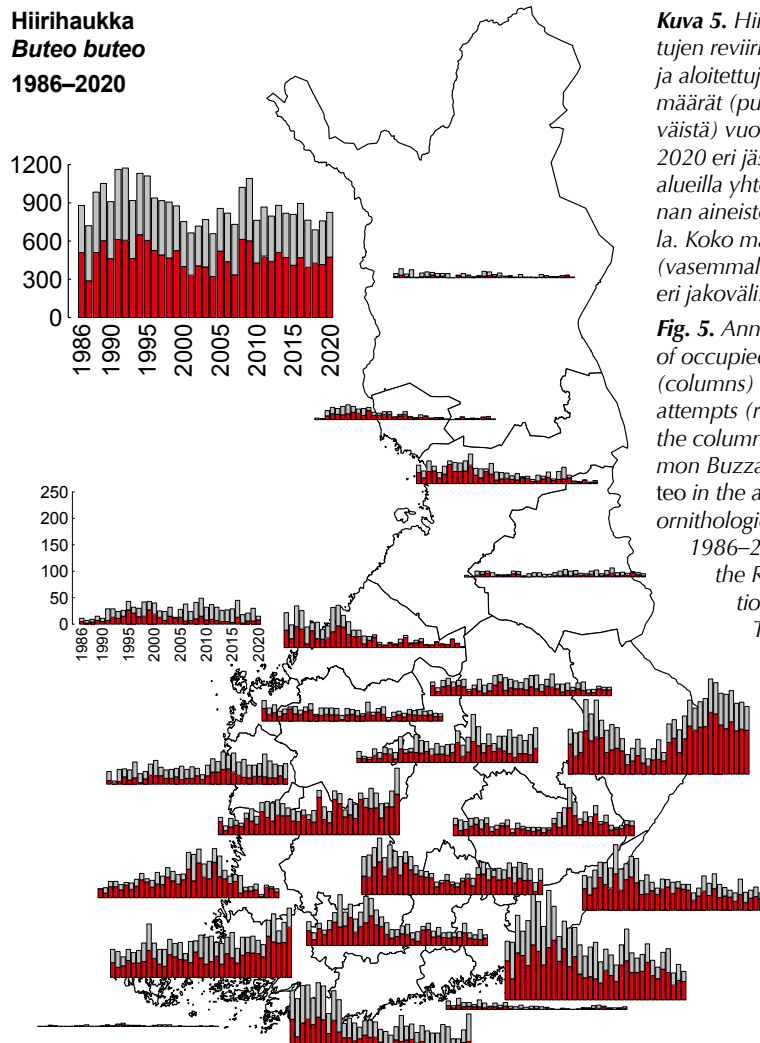 Hiirihaukka
Buteo buteo
1986–2020
1200
900
600
300
0
1986
1990
1995
2000
2005
2010
2015
2020
250
200
150
100
50
0
1986
1990
1995
2000
2005
2010
2015
2020
Kuva 5. Hiir
tujen reviiri
ja aloitettuj
määrät (pu
väistä) vuo
2020 eri jäs
alueilla yht
nan aineist
la. Koko ma
(vasemmal
eri jakoväli
Fig. 5. Ann
of occupied
(columns)
attempts (r
the column
mon Buzza
teo in the a
ornithologi
1986–2
the R
tio
T